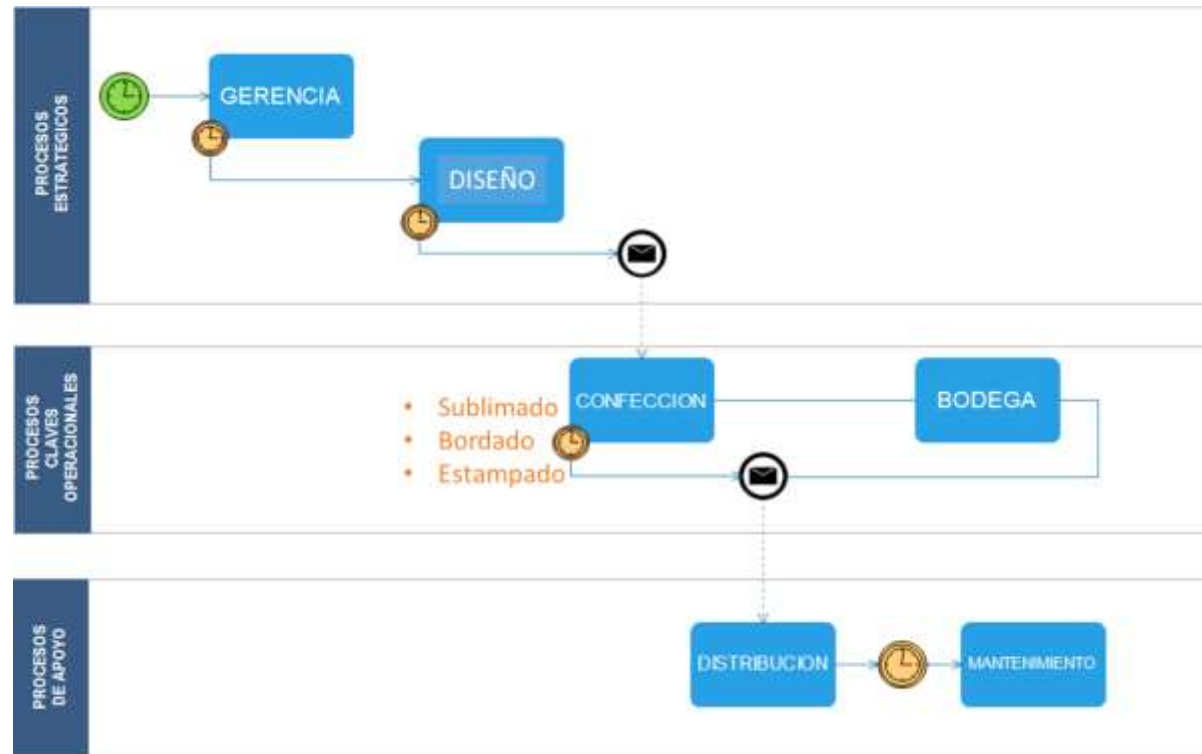 PROCESOS
ESTRATEGICOS
GERENCIA
DISEÑO
PROCESOS
CLAVES
OPERACIONALES
• Sublimado
• Bordado
• Estampado
CONFECCION
BODEGA
PROCESOS
DE APOYO
DISTRIBUCION
MANTENIMIENTO